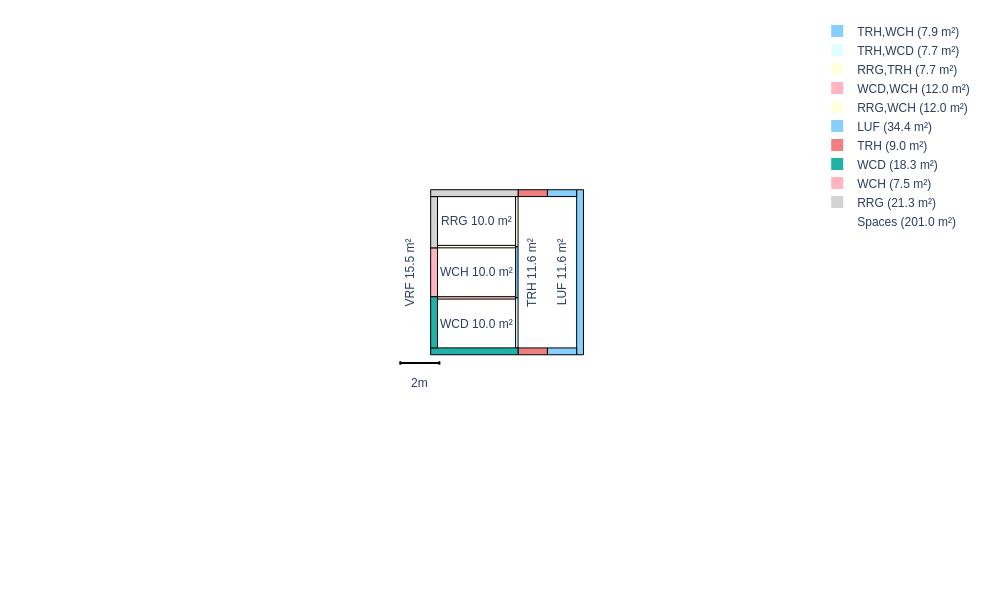 TRH,WCH (7.9 m²)
TRH,WCD (7.7 m²)
RRG,TRH (7.7 m²)
WCD,WCH (12.0 m²)
RRG,WCH (12.0 m²)
LUF (34.4 m²)
TRH (9.0 m²)
WCD (18.3 m²)
WCH (7.5 m²)
RRG (21.3 m²)
Spaces (201.0 m²)
RRG 10.0 m²
WCH 10.0 m²
WCD 10.0 m²
VRF 15.5 m²
TRH 11.6 m²
LUF 11.6 m²
2m